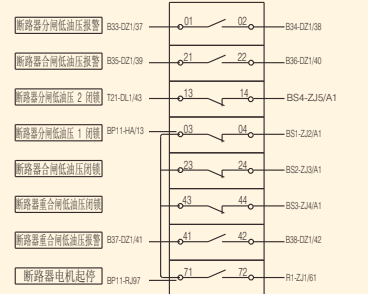 断路器分闸低油压报警 B33-DZ1/37 01 02 B34-DZ1/38
断路器合闸低油压报警 B35-DZ1/39 21 22 B36-DZ1/40
断路器分闸低油压 2 闭锁 T21-DL1/43 13 14 BS4-ZJ5/A1
断路器分闸低油压 1 闭锁 BP11-HA/13 03 04 BS1-ZJ2/A1
断路器合闸低油压闭锁 23 24 BS2-ZJ3/A1
断路器重合闸低油压闭锁 43 44 BS3-ZJ4/A1
断路器重合闸低油压报警 B37-DZ1/41 41 42 B38-DZ1/42
断路器电机起停 BP11-RJ97 71 72 R1-ZJ1/61